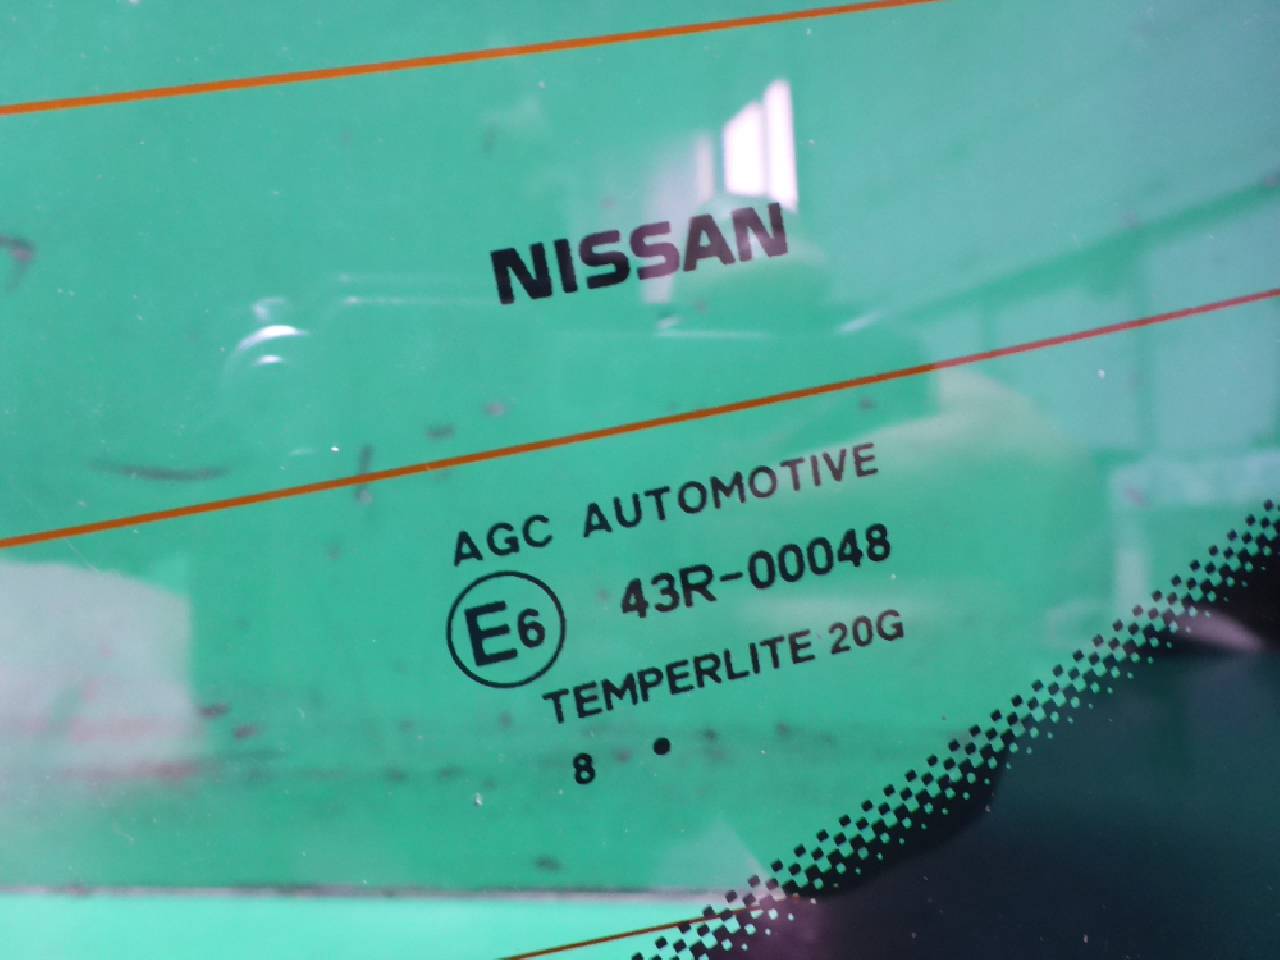 NISSAN
AGC AUTOMOTIVE
E6 43R-00048
TEMPERLITE 20G
8 •